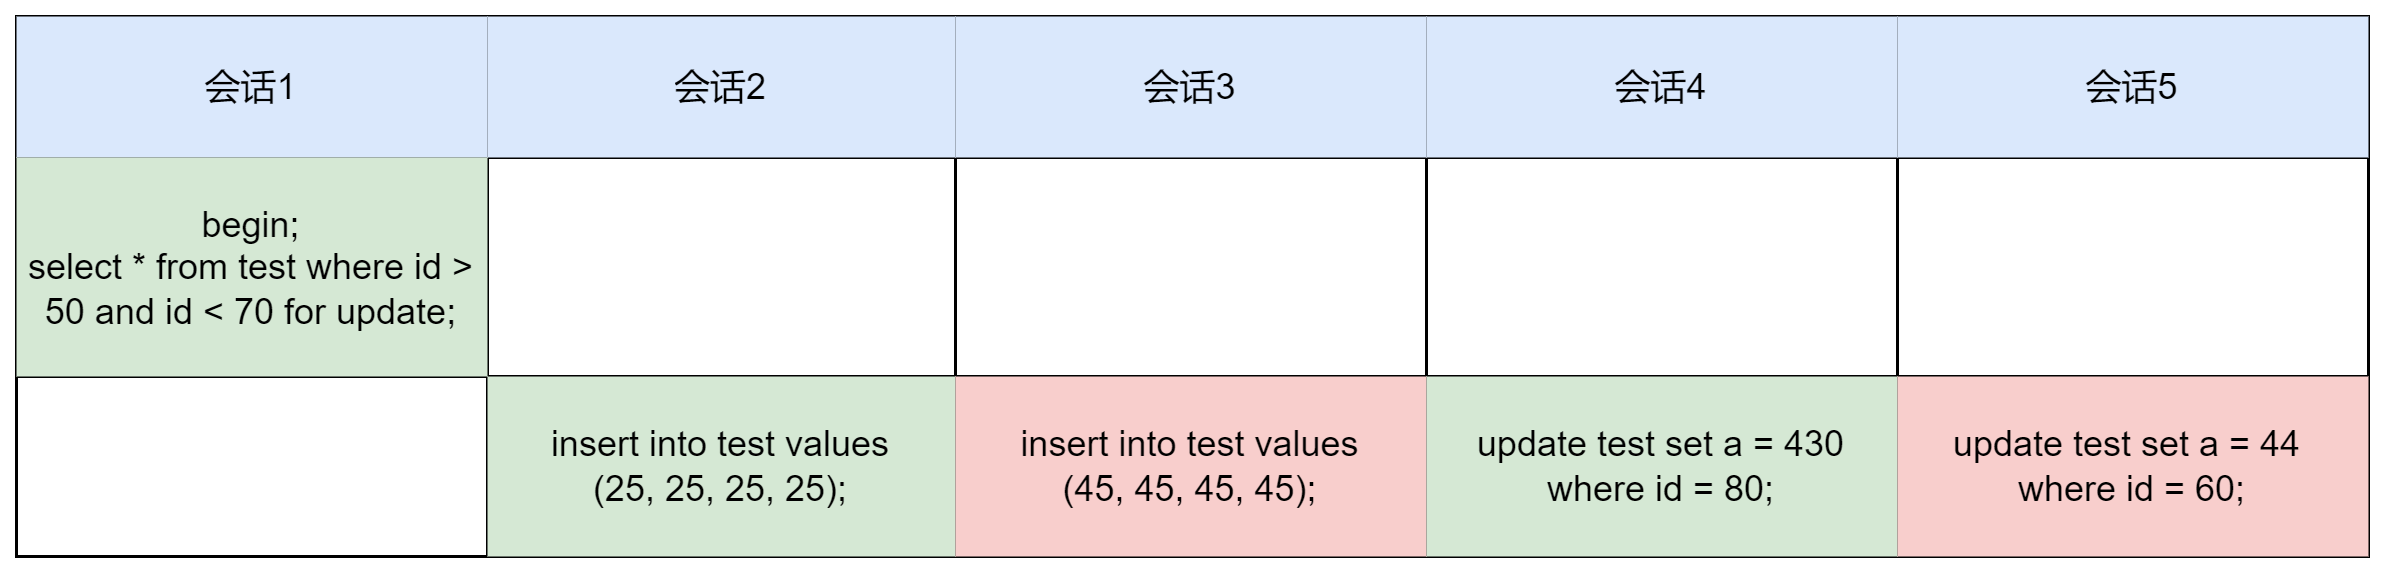 会话1
会话2
会话3
会话4
会话5
begin;
select * from test where id >
50 and id < 70 for update;
insert into test values
(25, 25, 25, 25);
insert into test values
(45, 45, 45, 45);
update test set a = 430
where id = 80;
update test set a = 44
where id = 60;